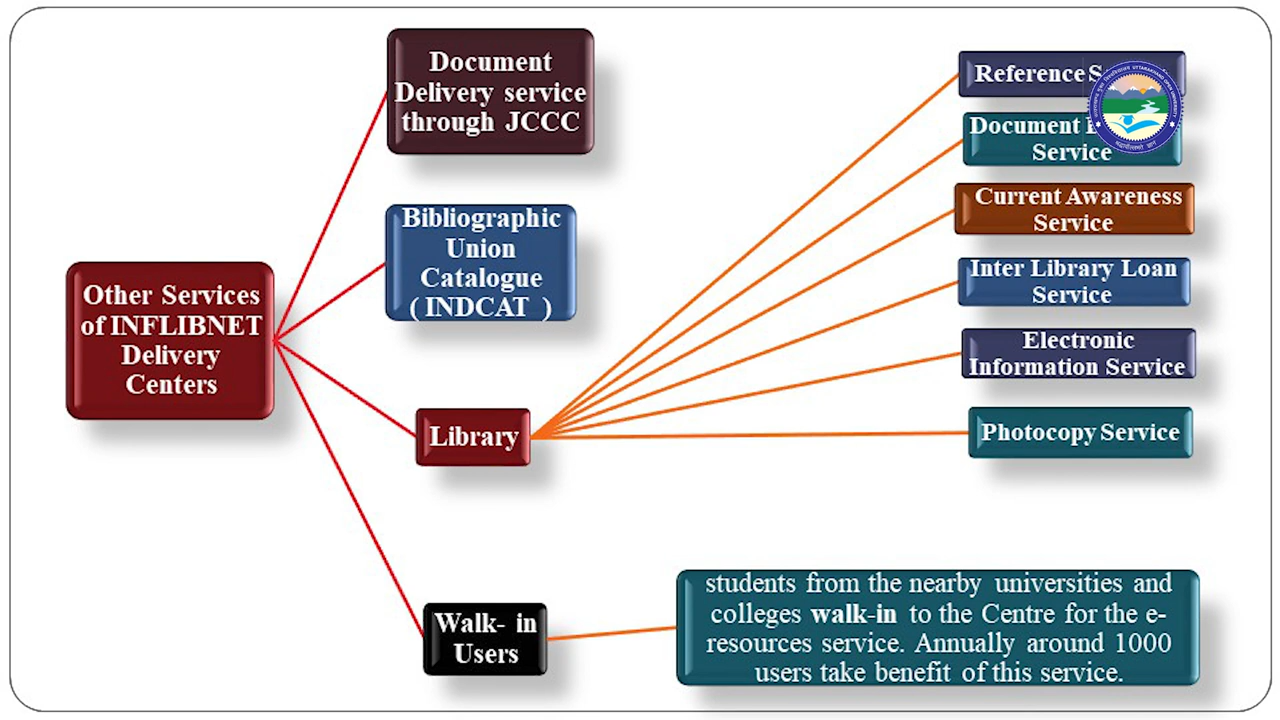 Other Services
of INFLIBNET
Delivery
Centers
Document
Delivery service
through JCCC
Bibliographic
Union
Catalogue
( INDCAT )
Library
Walk- in
Users
Reference
Document
Service
Current Awareness
Service
Inter Library Loan
Service
Electronic
Information Service
Photocopy Service
students from the nearby universities and
colleges walk-in to the Centre for the e-
resources service. Annually around 1000
users take benefit of this service.